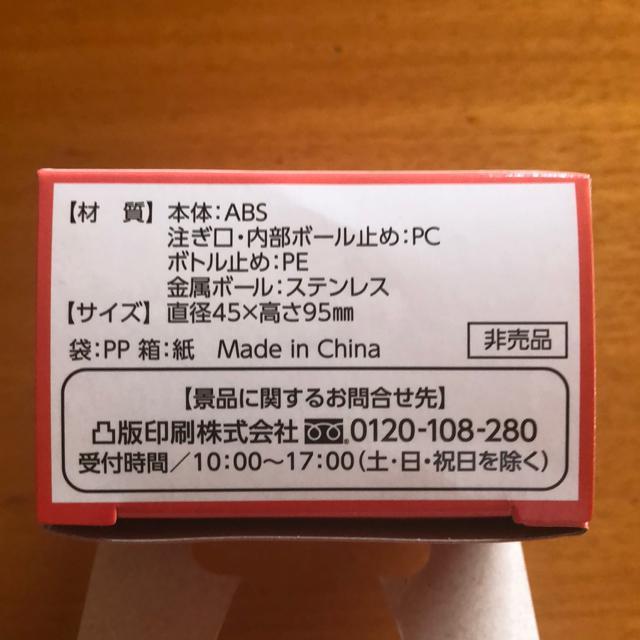 【材　質】本体：ABS
注ぎ口・内部ボール止め：PC
ボトル止め：PE
金属ボール：ステンレス
【サイズ】直径45×高さ95㎜
袋：PP 箱：紙　Made in China
非売品
【景品に関するお問合せ先】
凸版印刷株式会社 0120-108-280
受付時間／10：00〜17：00（土・日・祝日を除く）